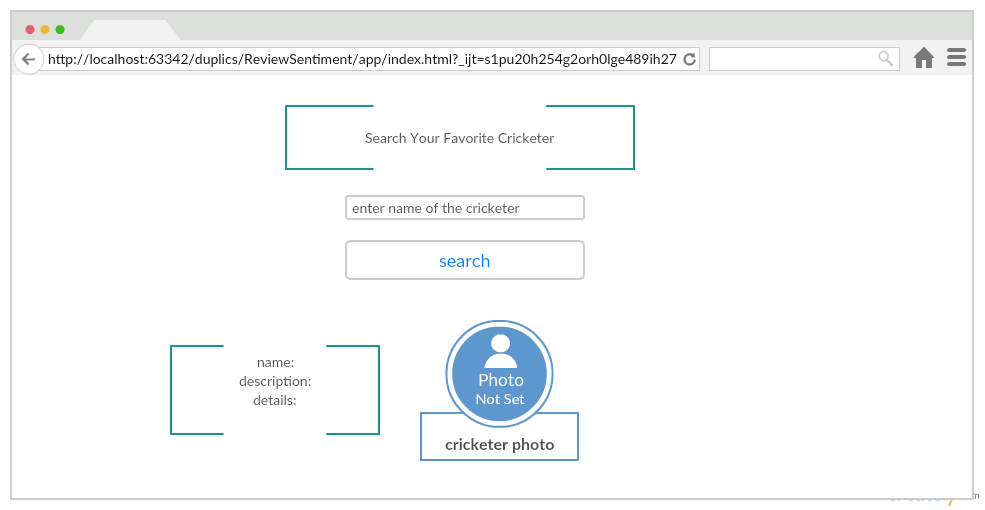 http://localhost:63342/duplics/ReviewSentiment/app/index.html?_ijt=s1pu20h254g2orh0lge489ih27
Search Your Favorite Cricketer
enter name of the cricketer
search
name:
description:
details:
Photo
Not Set
cricketer photo